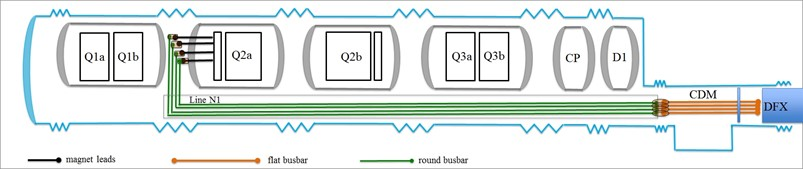 Q1a Q1b Q2a Q2b Q3a Q3b CP D1
Line N1 CDM DFX
magnet leads flat busbar round busbar